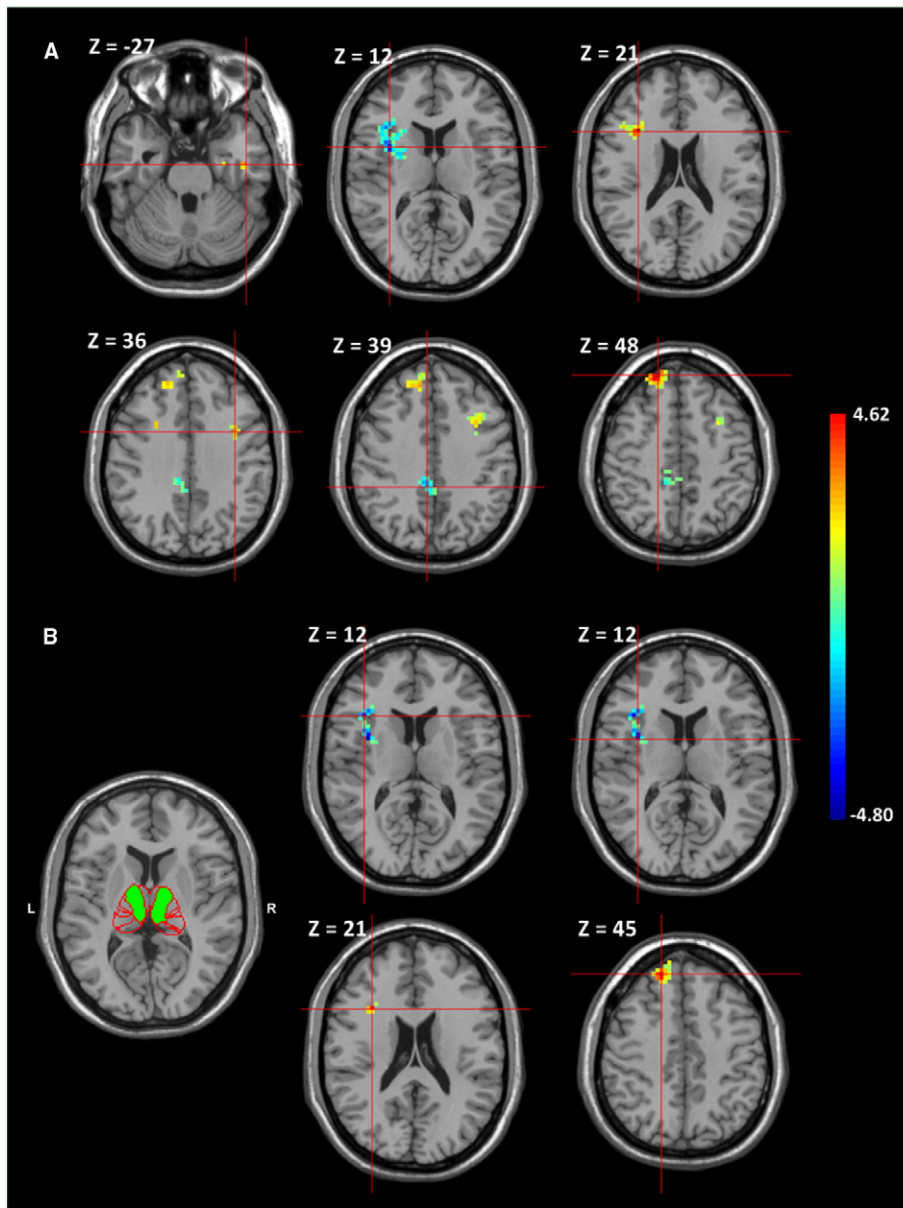 A
Z = -27
Z = 12
Z = 21
Z = 36
Z = 39
Z = 48
4.62
-4.80
B
Z = 12
Z = 12
L
R
Z = 21
Z = 45